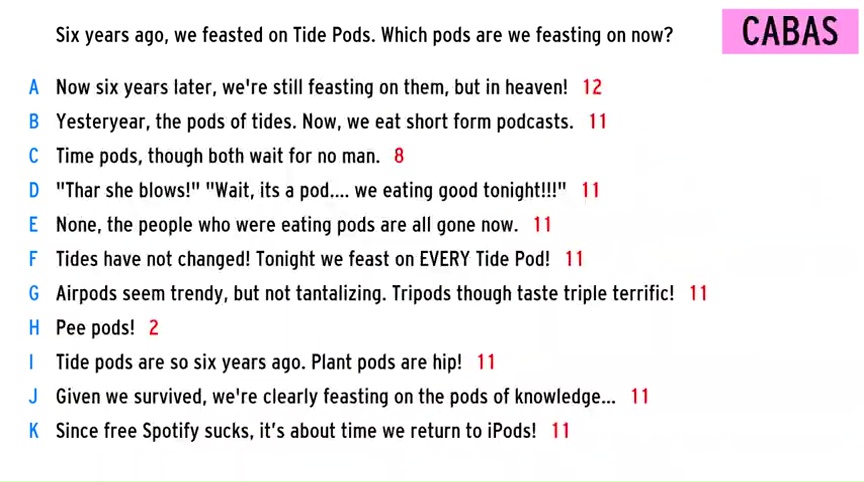 Six years ago, we feasted on Tide Pods. Which pods are we feasting on now?
CABAS
A Now six years later, we're still feasting on them, but in heaven! 12
B Yesteryear, the pods of tides. Now, we eat short form podcasts. 11
C Time pods, though both wait for no man. 8
D "Thar she blows!" "Wait, its a pod.... we eating good tonight!!!" 11
E None, the people who were eating pods are all gone now. 11
F Tides have not changed! Tonight we feast on EVERY Tide Pod! 11
G Airpods seem trendy, but not tantalizing. Tripods though taste triple terrific! 11
H Pee pods! 2
I Tide pods are so six years ago. Plant pods are hip! 11
J Given we survived, we're clearly feasting on the pods of knowledge... 11
K Since free Spotify sucks, it's about time we return to iPods! 11